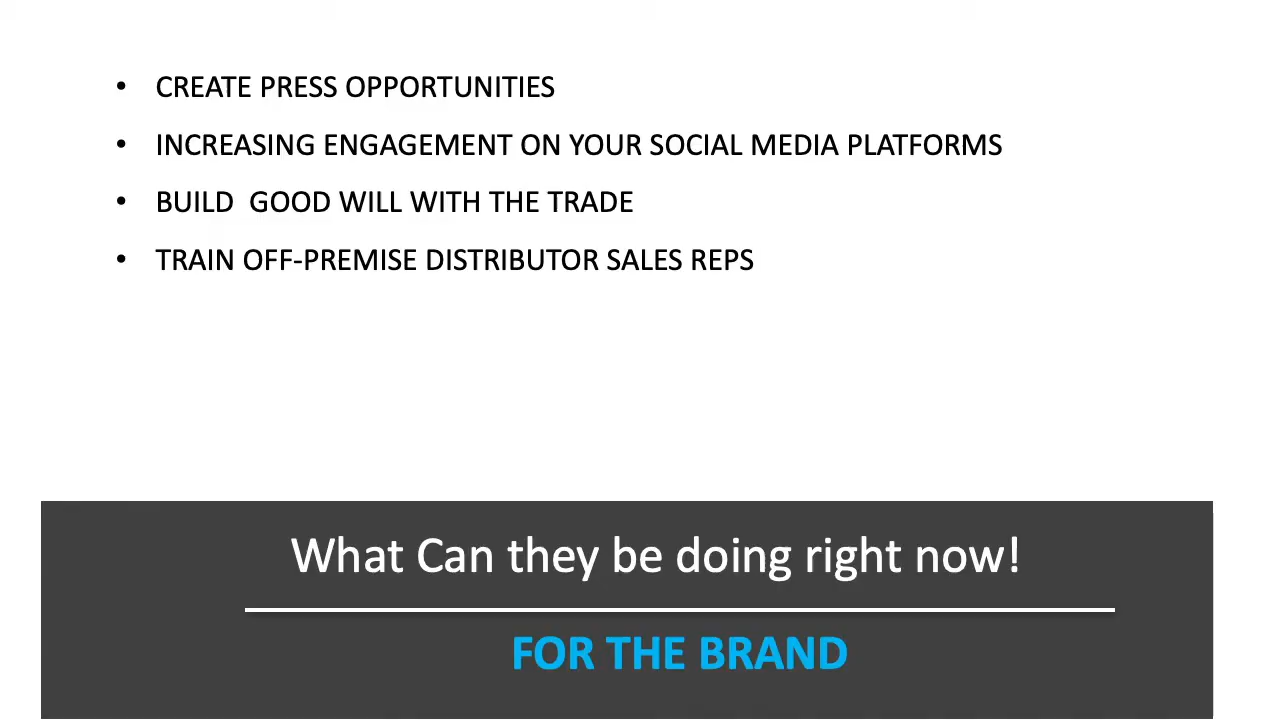 • CREATE PRESS OPPORTUNITIES
• INCREASING ENGAGEMENT ON YOUR SOCIAL MEDIA PLATFORMS
• BUILD  GOOD WILL WITH THE TRADE
• TRAIN OFF-PREMISE DISTRIBUTOR SALES REPS
What Can they be doing right now!
FOR THE BRAND